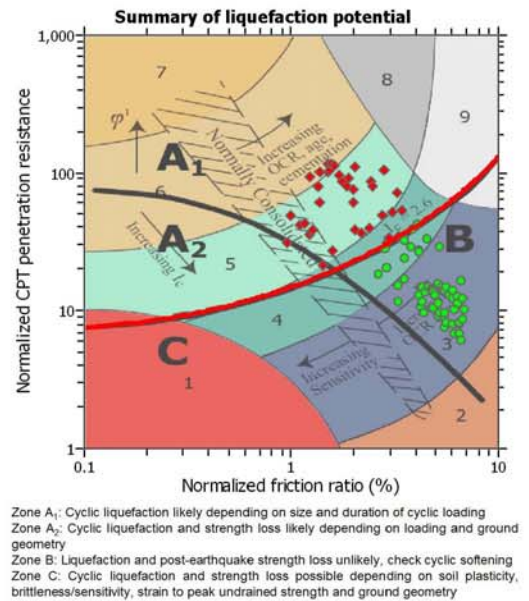 Summary of liquefaction potential
1,000
100
10
1
0.1
1
10
Normalized CPT penetration resistance
Normalized friction ratio (%)
7
8
9
φ'
A1
6
A2
5
B
C
4
3
1
2
Increasing
OCR, age,
cementation
Normally Consolidated
Increasing Ic
Ic = 2.6
Increasing
Sensitivity
OCR
Zone A1: Cyclic liquefaction likely depending on size and duration of cyclic loading
Zone A2: Cyclic liquefaction and strength loss likely depending on loading and ground
geometry
Zone B: Liquefaction and post-earthquake strength loss unlikely, check cyclic softening
Zone C: Cyclic liquefaction and strength loss possible depending on soil plasticity,
brittleness/sensitivity, strain to peak undrained strength and ground geometry